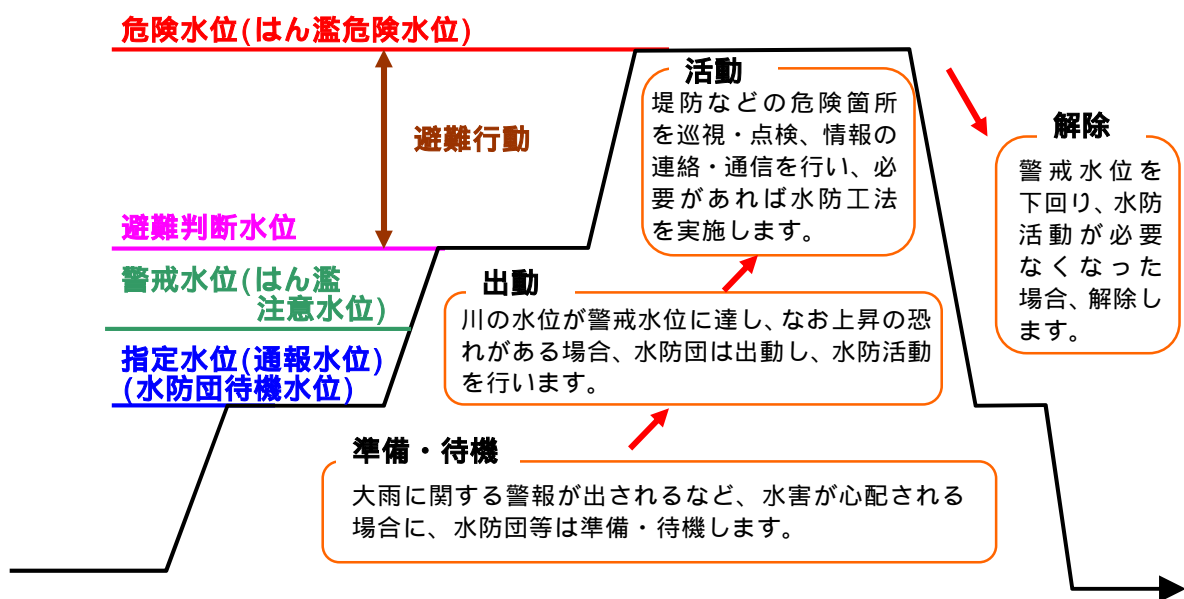 危険水位(はん濫危険水位)
避難行動
避難判断水位
警戒水位(はん濫
注意水位)
指定水位(通報水位)
(水防団待機水位)
活動
堤防などの危険箇所
を巡視・点検、情報の
連絡・通信を行い、必
要があれば水防工法
を実施します。
解除
警戒水位を
下回り、水防
活動が必要
なくなった
場合、解除し
ます。
出動
川の水位が警戒水位に達し、なお上昇の恐
れがある場合、水防団は出動し、水防活動
を行います。
準備・待機
大雨に関する警報が出されるなど、水害が心配される
場合に、水防団等は準備・待機します。